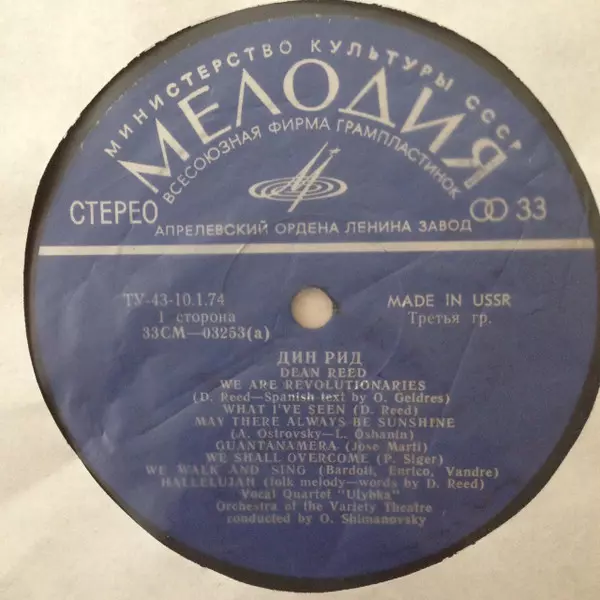 МИНИСТЕРСТВО КУЛЬТУРЫ СССР
МЕЛОДИЯ
ВСЕСОЮЗНАЯ ФИРМА ГРАМПЛАСТИНОК
СТЕРЕО
33
АПРЕЛЕВСКИЙ ОРДЕНА ЛЕНИНА ЗАВОД
ТУ-43-10.1.74
MADE IN USSR
1 сторона
Третья гр.
33СМ—03253(а)
ДИН РИД
DEAN REED
WE ARE REVOLUTIONARIES
(D. Reed—Spanish text by O. Geldres)
WHAT I'VE SEEN (D. Reed)
MAY THERE ALWAYS BE SUNSHINE
(A. Ostrovsky—L. Oshanin)
GUANTANAMERA (Jose Marti)
WE SHALL OVERCOME (P. Siger)
WE WALK AND SING (Bardoti, Enrico, Vandre)
HALLELUJAH (folk melody—words by D. Reed)
Vocal Quartet "Ulybka"
Orchestra of the Variety Theatre
conducted by O. Shimanovsky